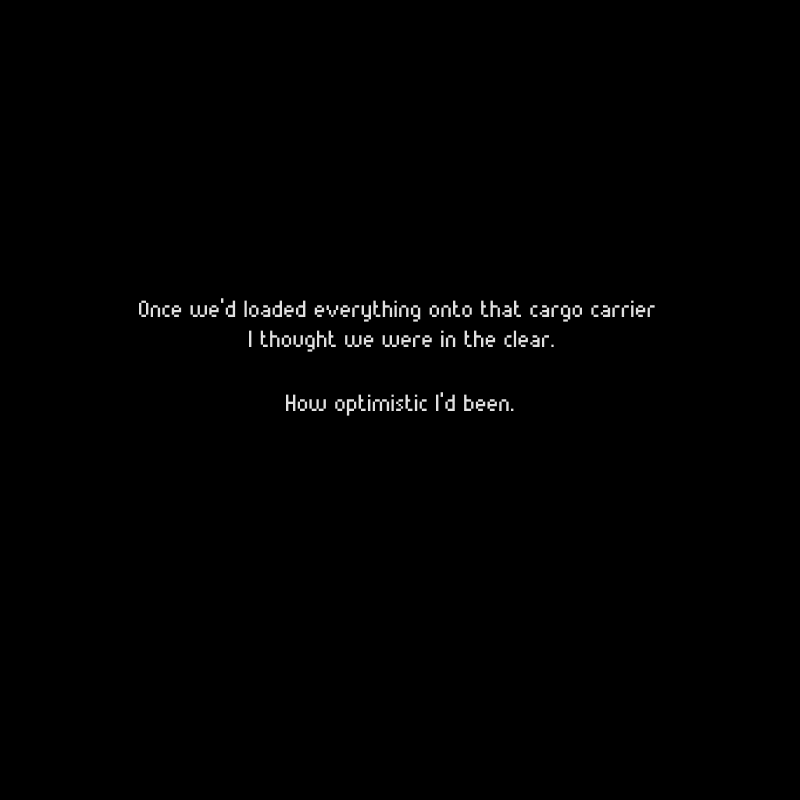 Once we'd loaded everything onto that cargo carrier
I thought we were in the clear.
How optimistic I'd been.